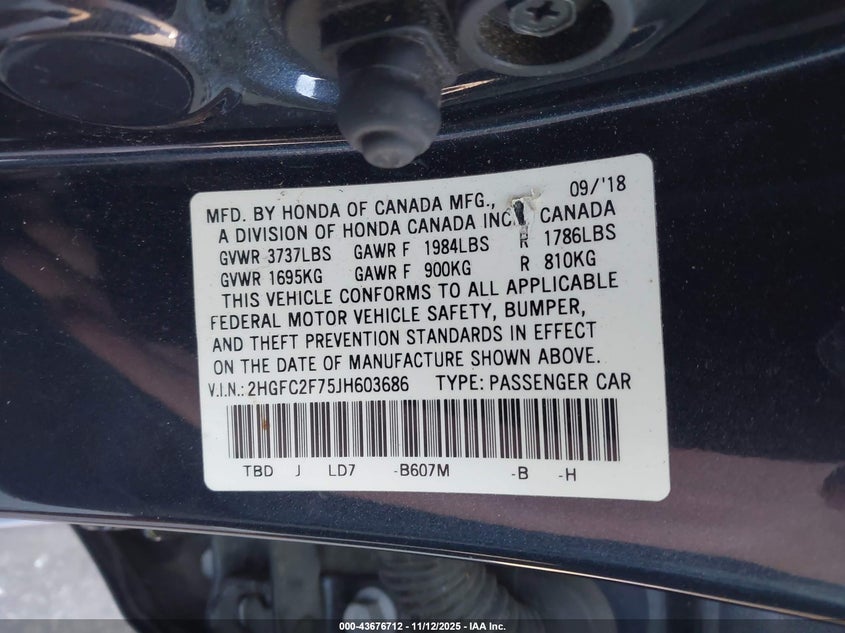 09/'18
MFD. BY HONDA OF CANADA MFG.,
A DIVISION OF HONDA CANADA INC., CANADA
GVWR 3737LBS GAWR F 1984LBS R 1786LBS
GVWR 1695KG GAWR F 900KG R 810KG
THIS VEHICLE CONFORMS TO ALL APPLICABLE
FEDERAL MOTOR VEHICLE SAFETY, BUMPER,
AND THEFT PREVENTION STANDARDS IN EFFECT
ON THE DATE OF MANUFACTURE SHOWN ABOVE.
V.I.N.: 2HGFC2F75JH603686 TYPE: PASSENGER CAR
TBD J LD7 -B607M -B -H
000-43676712 - 11/12/2025 - IAA Inc.